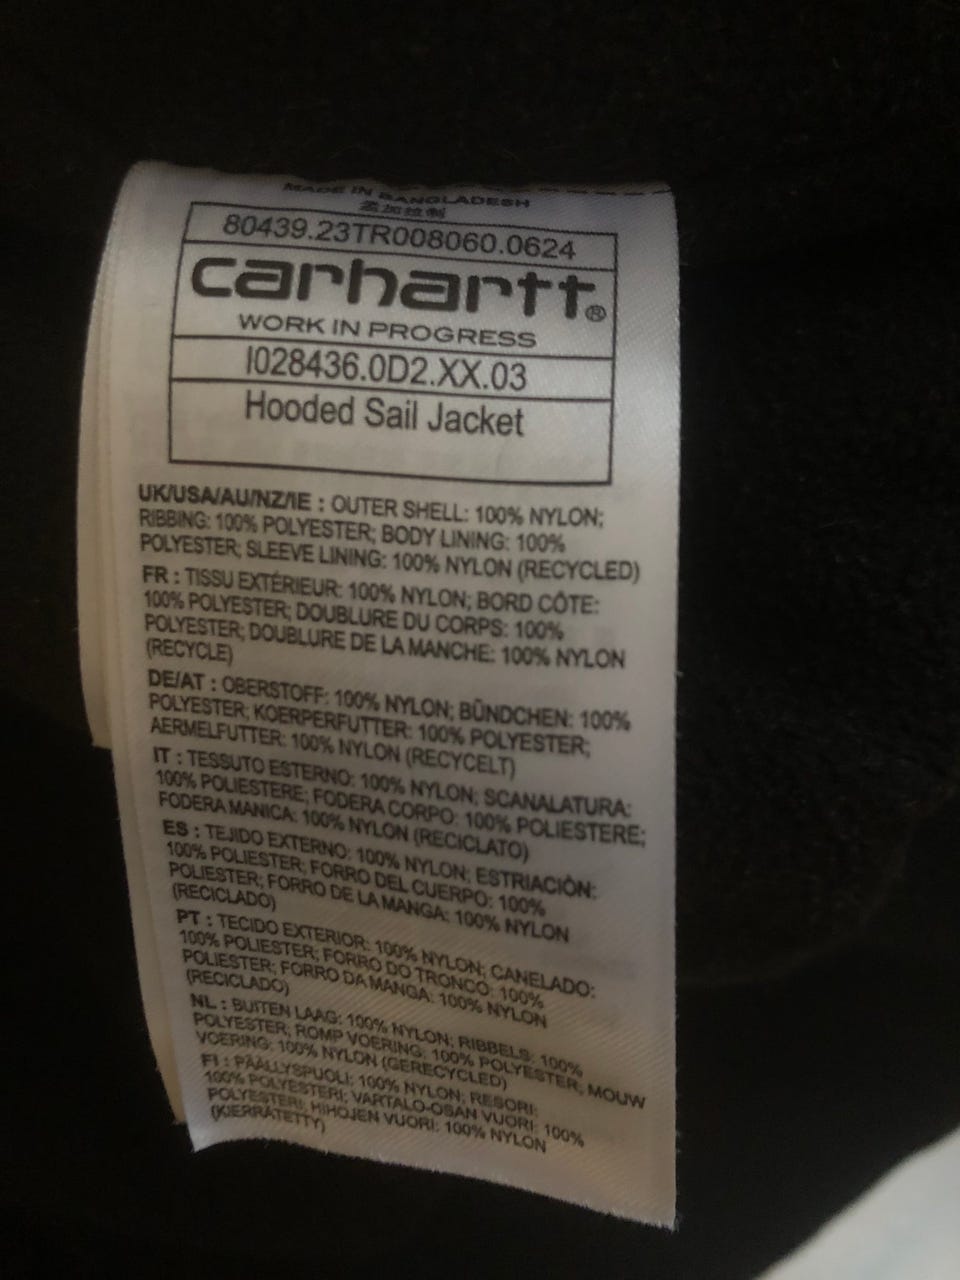 MADE IN BANGLADESH
孟加拉制
80439.23TR008060.0624
carhartt®
WORK IN PROGRESS
I028436.0D2.XX.03
Hooded Sail Jacket
UK/USA/AU/NZ/IE : OUTER SHELL: 100% NYLON;
RIBBING: 100% POLYESTER; BODY LINING: 100%
POLYESTER; SLEEVE LINING: 100% NYLON (RECYCLED)
FR : TISSU EXTÉRIEUR: 100% NYLON; BORD CÔTE:
100% POLYESTER; DOUBLURE DU CORPS: 100%
POLYESTER; DOUBLURE DE LA MANCHE: 100% NYLON
(RECYCLE)
DE/AT : OBERSTOFF: 100% NYLON; BÜNDCHEN: 100%
POLYESTER; KOERPERFUTTER: 100% POLYESTER;
AERMELFUTTER: 100% NYLON (RECYCELT)
IT : TESSUTO ESTERNO: 100% NYLON; SCANALATURA:
100% POLIESTERE; FODERA CORPO: 100% POLIESTERE;
FODERA MANICA: 100% NYLON (RECICLATO)
ES : TEJIDO EXTERNO: 100% NYLON; ESTRIACIÒN:
100% POLIESTER; FORRO DEL CUERPO: 100%
POLIESTER; FORRO DE LA MANGA: 100% NYLON
(RECICLADO)
PT : TECIDO EXTERIOR: 100% NYLON; CANELADO:
100% POLIESTER; FORRO DO TRONCO: 100%
POLIESTER; FORRO DA MANGA: 100% NYLON
(RECICLADO)
NL : BUITEN LAAG: 100% NYLON; RIBBELS: 100%
POLYESTER; ROMP VOERING: 100% POLYESTER; MOUW
VOERING: 100% NYLON (GERECYCLED)
FI : PÄÄLLYSPUOLI: 100% NYLON; RESORI:
100% POLYESTERI; VARTALO-OSAN VUORI: 100%
POLYESTERI; HIHOJEN VUORI: 100% NYLON
(KIERRÄTETTY)